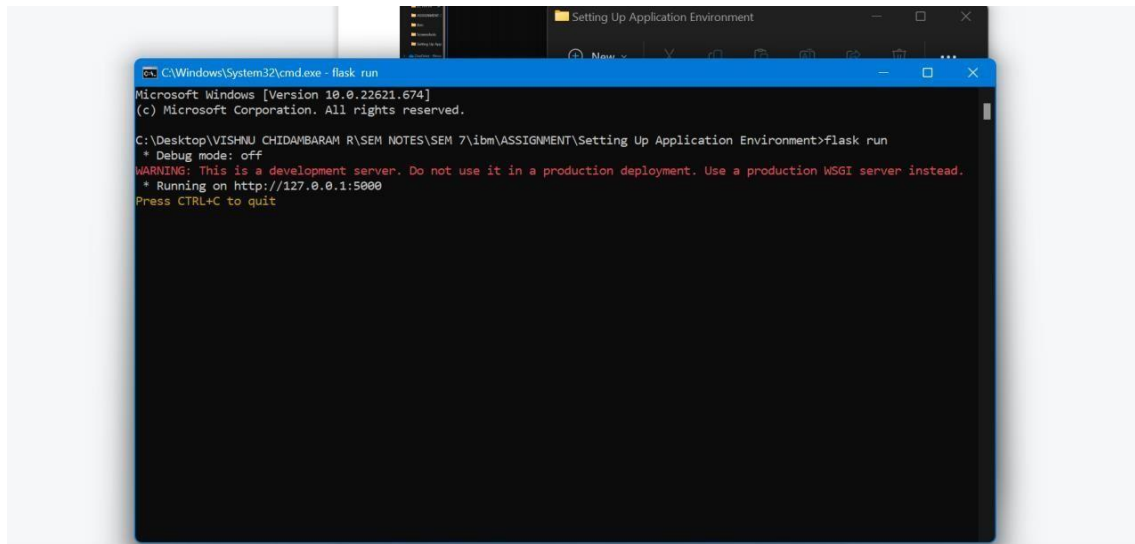 Setting Up Application Environment
New
C:\Windows\System32\cmd.exe - flask run
Microsoft Windows [Version 10.0.22621.674]
(c) Microsoft Corporation. All rights reserved.
C:\Desktop\VISHNU CHIDAMBARAM R\SEM NOTES\SEM 7\ibm\ASSIGNMENT\Setting Up Application Environment>flask run
* Debug mode: off
WARNING: This is a development server. Do not use it in a production deployment. Use a production WSGI server instead.
* Running on http://127.0.0.1:5000
Press CTRL+C to quit